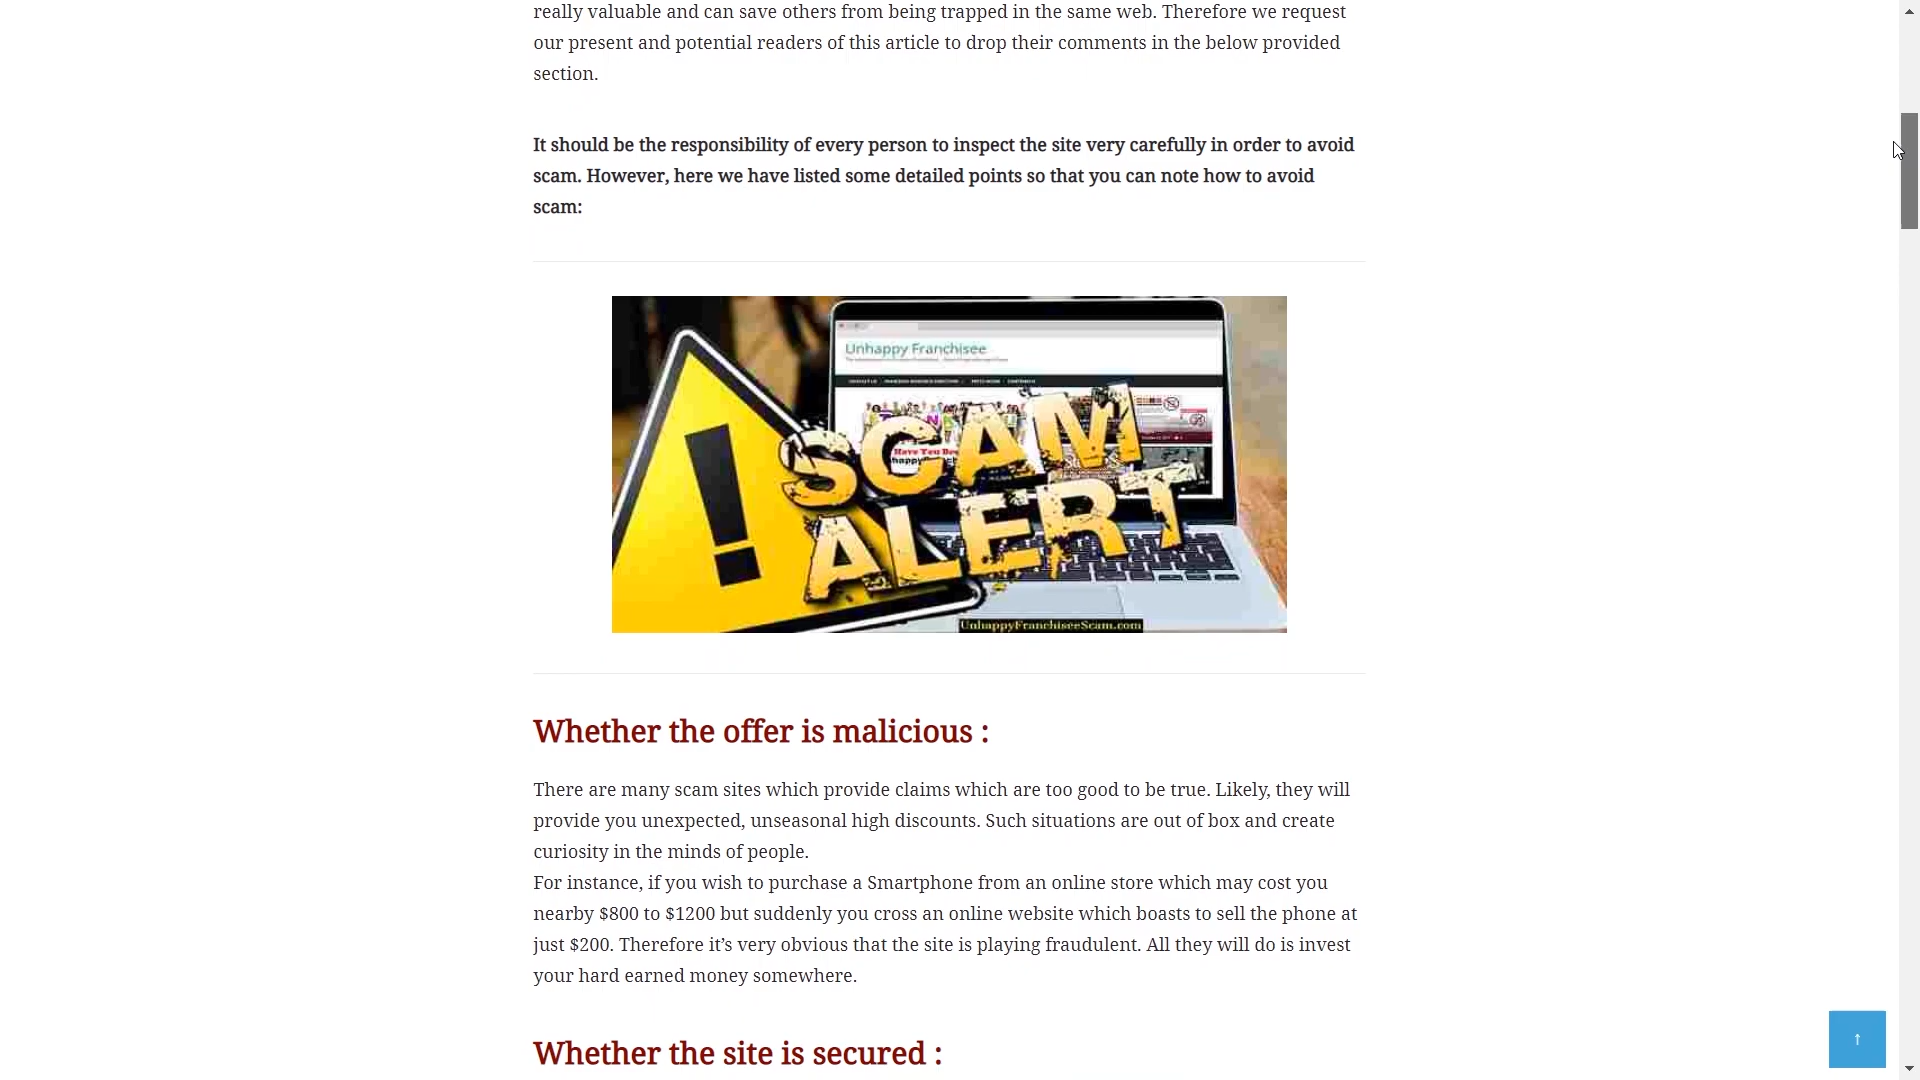 really valuable and can save others from being trapped in the same web. Therefore we request
our present and potential readers of this article to drop their comments in the below provided
section.
It should be the responsibility of every person to inspect the site very carefully in order to avoid
scam. However, here we have listed some detailed points so that you can note how to avoid
scam:
Unhappy Franchisee
SCAM
ALERT
UnhappyFranchiseeScam.com
Whether the offer is malicious :
There are many scam sites which provide claims which are too good to be true. Likely, they will
provide you unexpected, unseasonal high discounts. Such situations are out of box and create
curiosity in the minds of people.
For instance, if you wish to purchase a Smartphone from an online store which may cost you
nearby $800 to $1200 but suddenly you cross an online website which boasts to sell the phone at
just $200. Therefore it’s very obvious that the site is playing fraudulent. All they will do is invest
your hard earned money somewhere.
Whether the site is secured :
↑